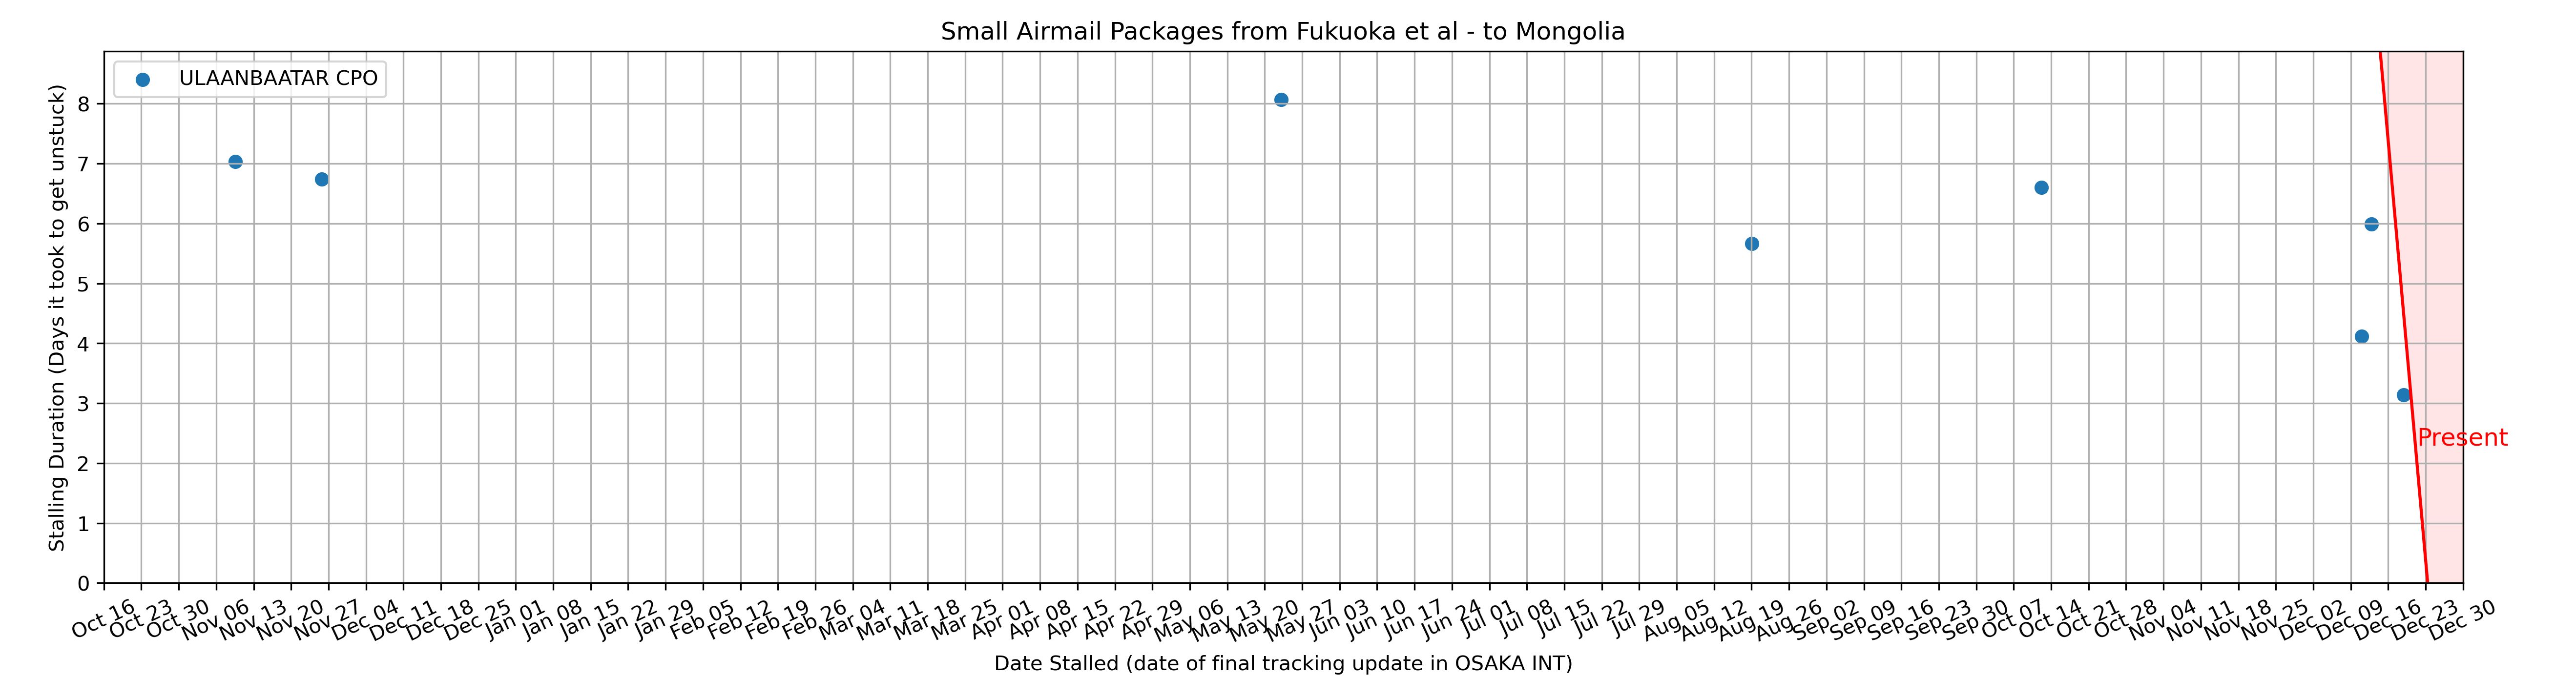 Small Airmail Packages from Fukuoka et al - to Mongolia
ULAANBAATAR CPO
Stalling Duration (Days it took to get unstuck)
8
7
6
5
4
3
2
1
0
Present
Oct 16
Oct 23
Oct 30
Nov 06
Nov 13
Nov 20
Nov 27
Dec 04
Dec 11
Dec 18
Dec 25
Jan 01
Jan 08
Jan 15
Jan 22
Jan 29
Feb 05
Feb 12
Feb 19
Feb 26
Mar 04
Mar 11
Mar 18
Mar 25
Apr 01
Apr 08
Apr 15
Apr 22
Apr 29
May 06
May 13
May 20
May 27
Jun 03
Jun 10
Jun 17
Jun 24
Jul 01
Jul 08
Jul 15
Jul 22
Jul 29
Aug 05
Aug 12
Aug 19
Aug 26
Sep 02
Sep 09
Sep 16
Sep 23
Sep 30
Oct 07
Oct 14
Oct 21
Oct 28
Nov 04
Nov 11
Nov 18
Nov 25
Dec 02
Dec 09
Dec 16
Dec 23
Dec 30
Date Stalled (date of final tracking update in OSAKA INT)